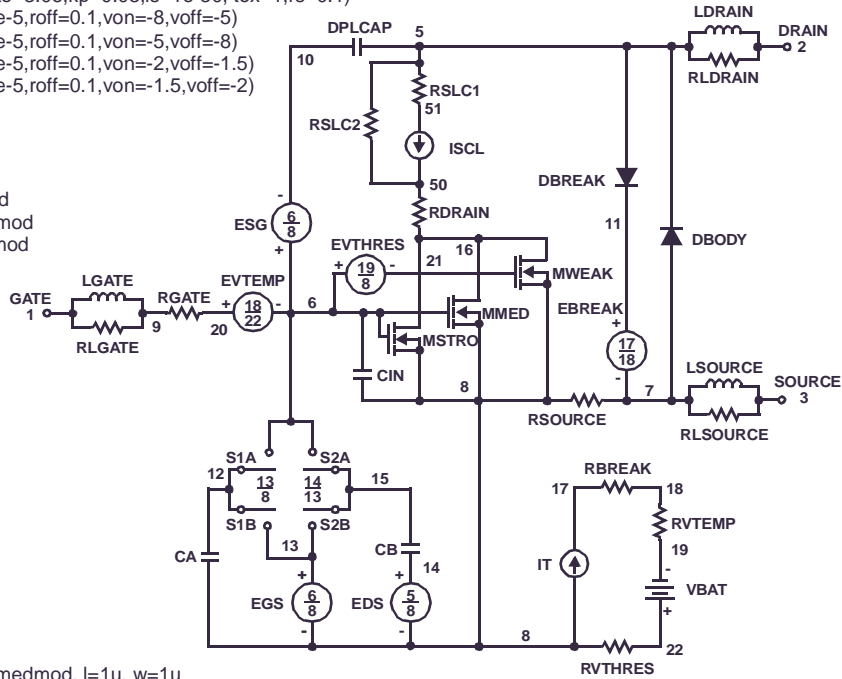 e-5,roff=0.1,von=-8,voff=-5)
e-5,roff=0.1,von=-5,voff=-8)
e-5,roff=0.1,von=-2,voff=-1.5)
e-5,roff=0.1,von=-1.5,voff=-2)
d
mod
mod
DPLCAP 5
10
LDRAIN
DRAIN
2
RLDRAIN
RSLC1
51
RSLC2
ISCL
50
RDRAIN
DBREAK
11
DBODY
ESG
-
6
8
+
EVTHRES
+ 19 -
8
21
16
MWEAK
MMED
MSTRO
EBREAK
+
17
18
-
GATE
1
LGATE
RLGATE
9
RGATE
20
EVTEMP
+ 18 -
22
6
CIN
8
RSOURCE
7
LSOURCE
SOURCE
3
RLSOURCE
S1A
S2A
12
13
8
14
13
15
S1B
S2B
13
CA
CB
14
+
EGS
6
8
-
+
EDS
5
8
-
17
RBREAK
18
RVTEMP
19
IT
-
VBAT
+
8
22
RVTHRES
medmod, l=1u, w=1u